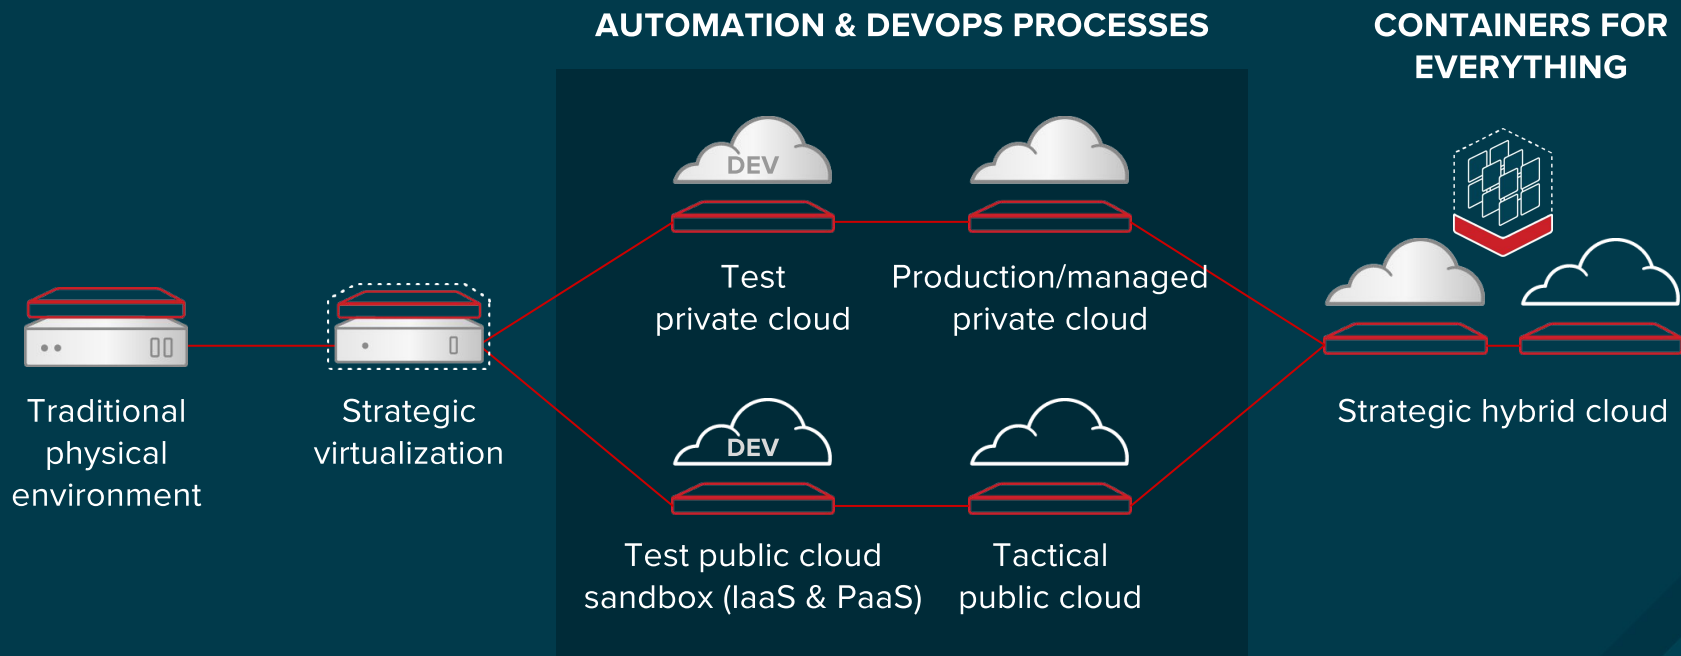 AUTOMATION & DEVOPS PROCESSES
CONTAINERS FOR
EVERYTHING
Traditional
physical
environment
Strategic
virtualization
DEV
Test
private cloud
Production/managed
private cloud
DEV
Test public cloud
sandbox (IaaS & PaaS)
Tactical
public cloud
Strategic hybrid cloud